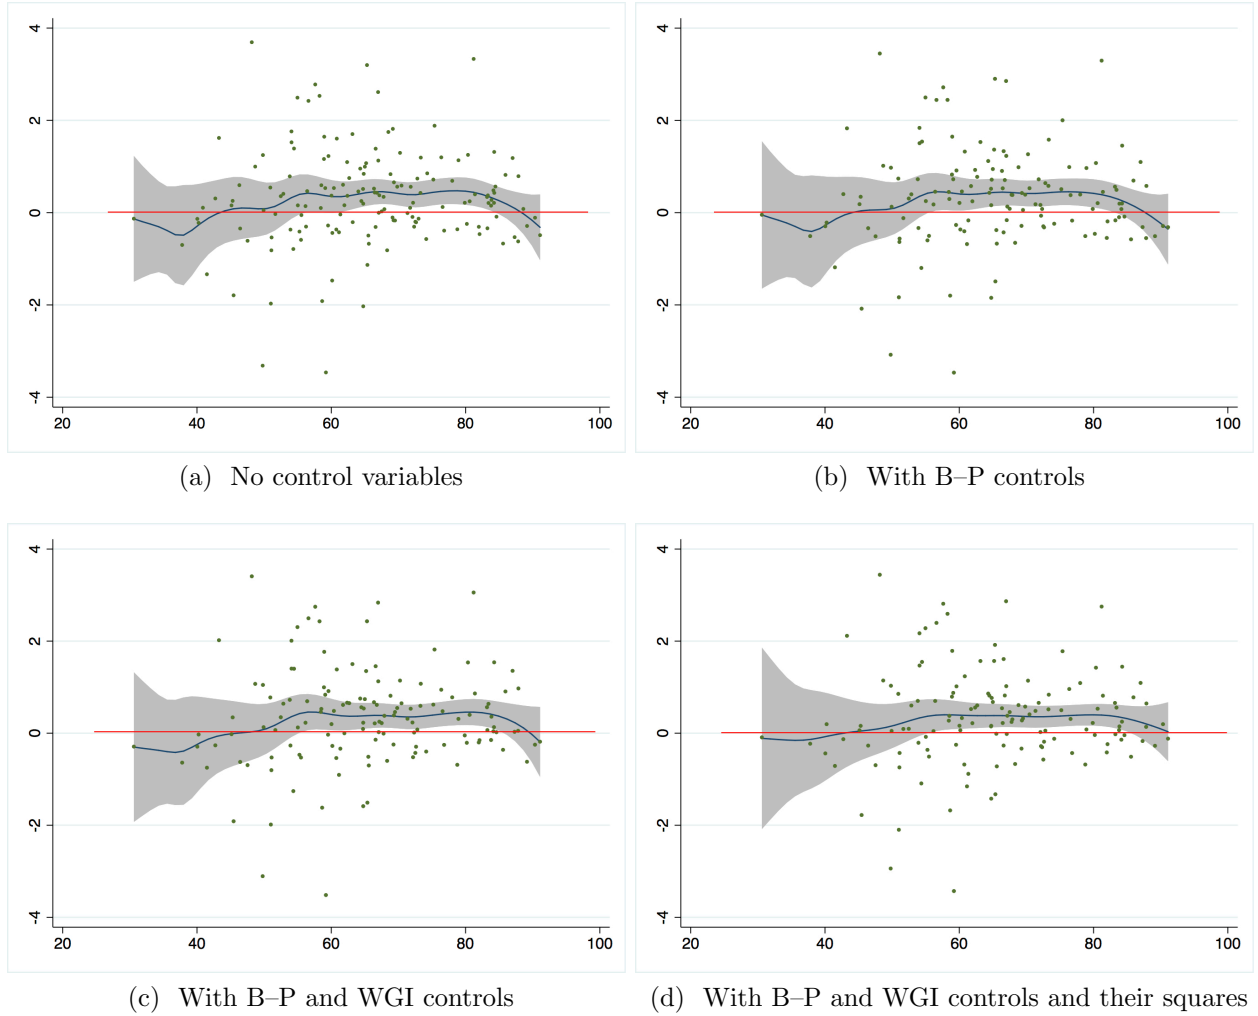 4
2
0
-2
-4
20 40 60 80 100
4
2
0
-2
-4
20 40 60 80 100
(a) No control variables
(b) With B–P controls
4
2
0
-2
-4
20 40 60 80 100
4
2
0
-2
-4
20 40 60 80 100
(c) With B–P and WGI controls
(d) With B–P and WGI controls and their squares